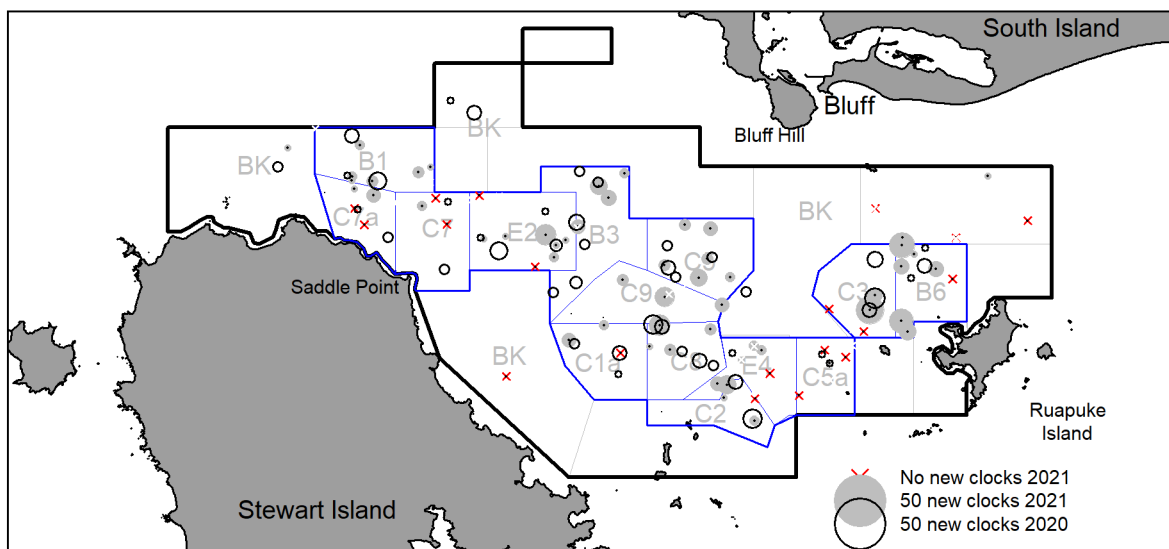 South Island
Bluff
Bluff Hill
BK
BK
B1
BK
C7a
C7
E2
B3
C9
Saddle Point
C9
C3
B6
BK
C1a
C8
E4
C5a
C2
Ruapuke
Island
Stewart Island
No new clocks 2021
50 new clocks 2021
50 new clocks 2020